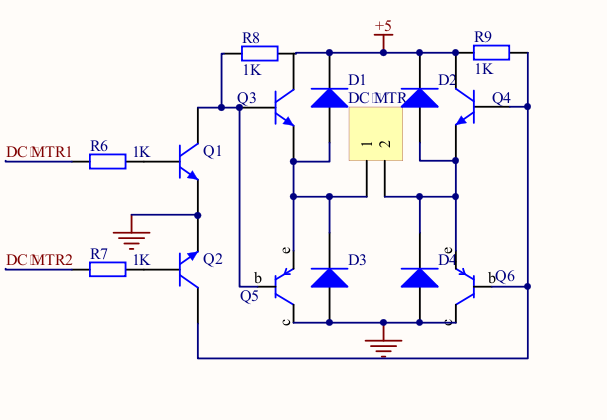 +5
R8
R9
1K
1K
D1
D2
Q3
DC MTR
Q4
1
2
DC MTR1
R6
1K
Q1
DC MTR2
R7
1K
Q2
e
e
D3
D4
b
b
Q5
Q6
c
c